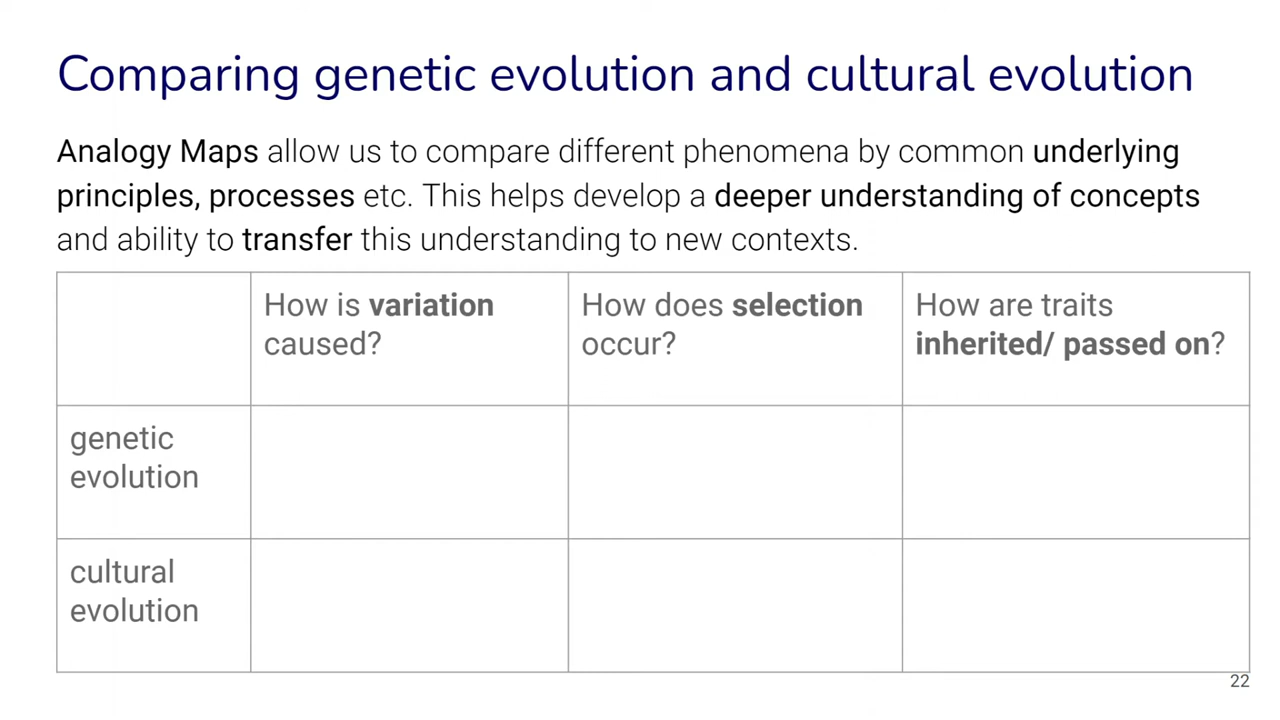 Comparing genetic evolution and cultural evolution
Analogy Maps allow us to compare different phenomena by common underlying
principles, processes etc. This helps develop a deeper understanding of concepts
and ability to transfer this understanding to new contexts.
How is variation
caused?
How does selection
occur?
How are traits
inherited/ passed on?
genetic
evolution
cultural
evolution
22